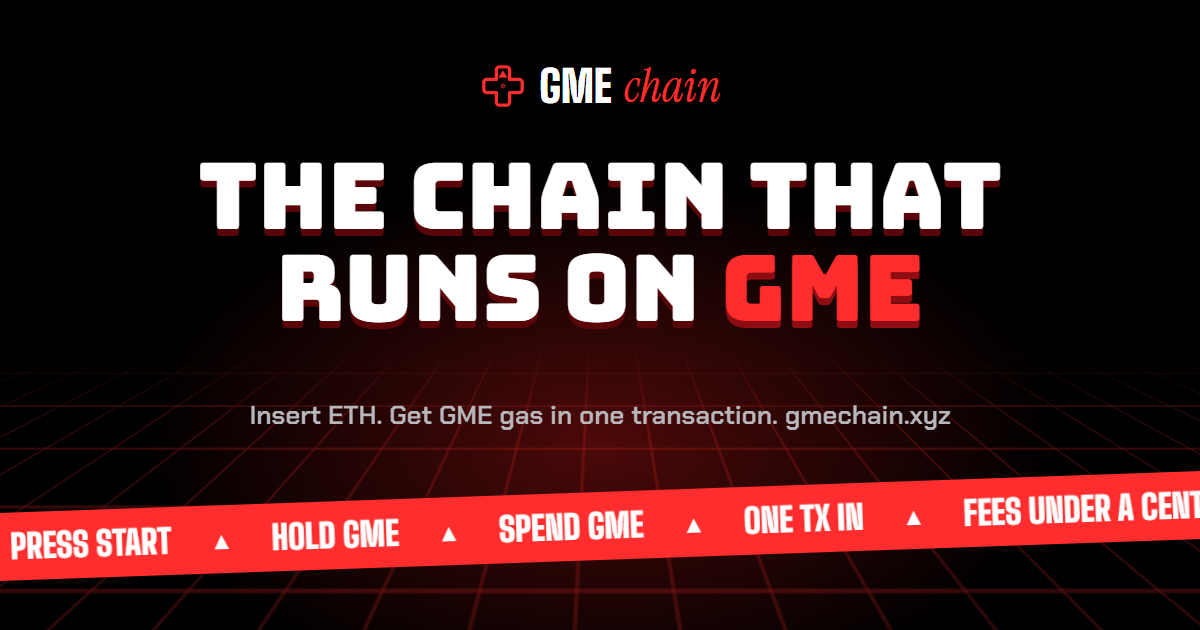 GME chain
THE CHAIN THAT
RUNS ON GME
Insert ETH. Get GME gas in one transaction. gmechain.xyz
PRESS START ▲ HOLD GME ▲ SPEND GME ▲ ONE TX IN ▲ FEES UNDER A CENT